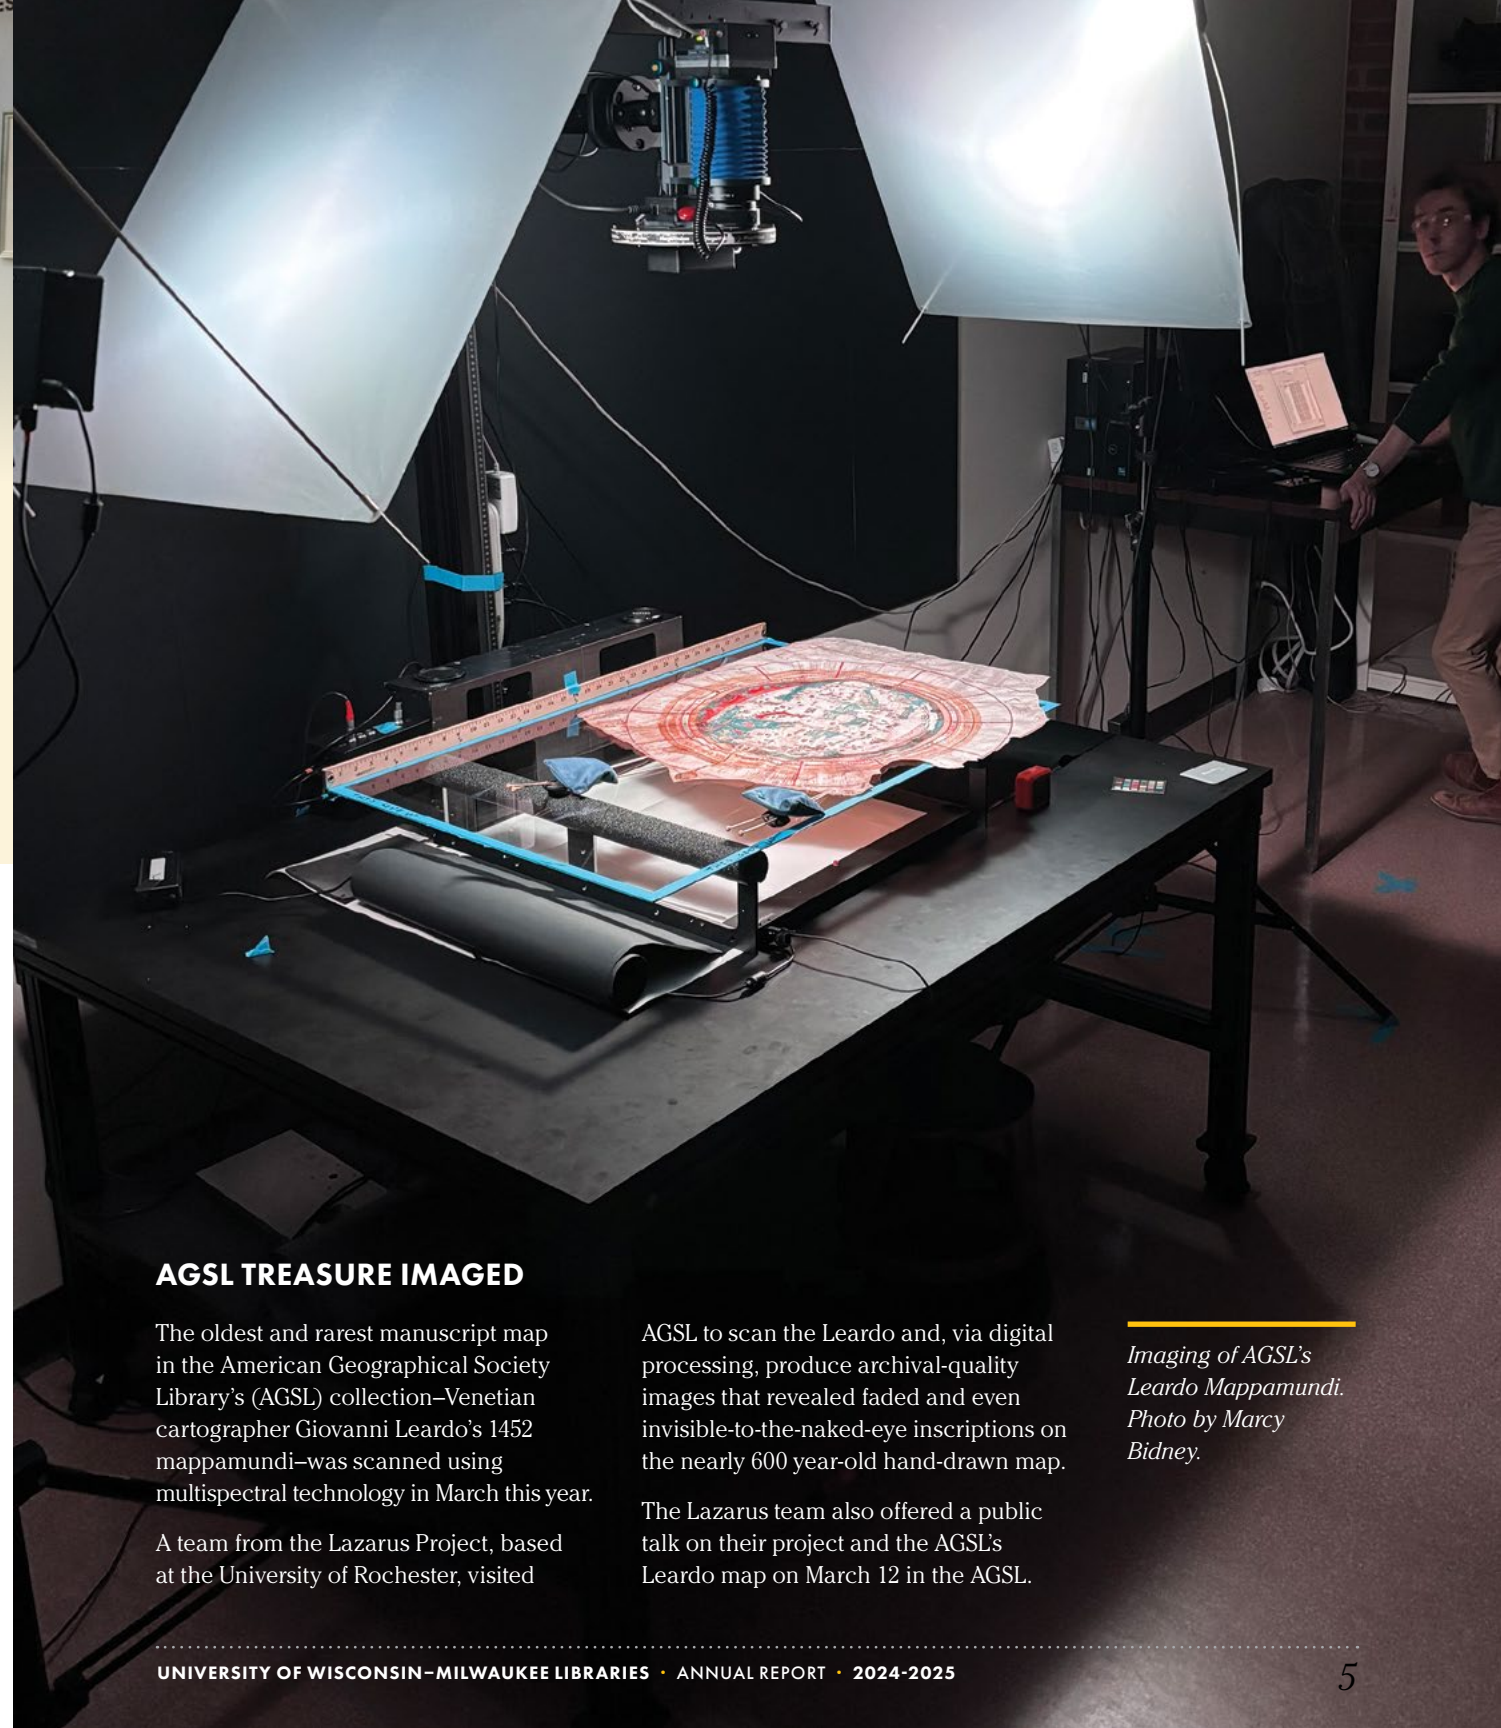 AGSL TREASURE IMAGED
The oldest and rarest manuscript map
in the American Geographical Society
Library’s (AGSL) collection—Venetian
cartographer Giovanni Leardo’s 1452
mappamundi—was scanned using
multispectral technology in March this year.
A team from the Lazarus Project, based
at the University of Rochester, visited
AGSL to scan the Leardo and, via digital
processing, produce archival-quality
images that revealed faded and even
invisible-to-the-naked-eye inscriptions on
the nearly 600 year-old hand-drawn map.
The Lazarus team also offered a public
talk on their project and the AGSL’s
Leardo map on March 12 in the AGSL.
Imaging of AGSL’s
Leardo Mappamundi.
Photo by Marcy
Bidney.
UNIVERSITY OF WISCONSIN–MILWAUKEE LIBRARIES · ANNUAL REPORT · 2024-2025
5